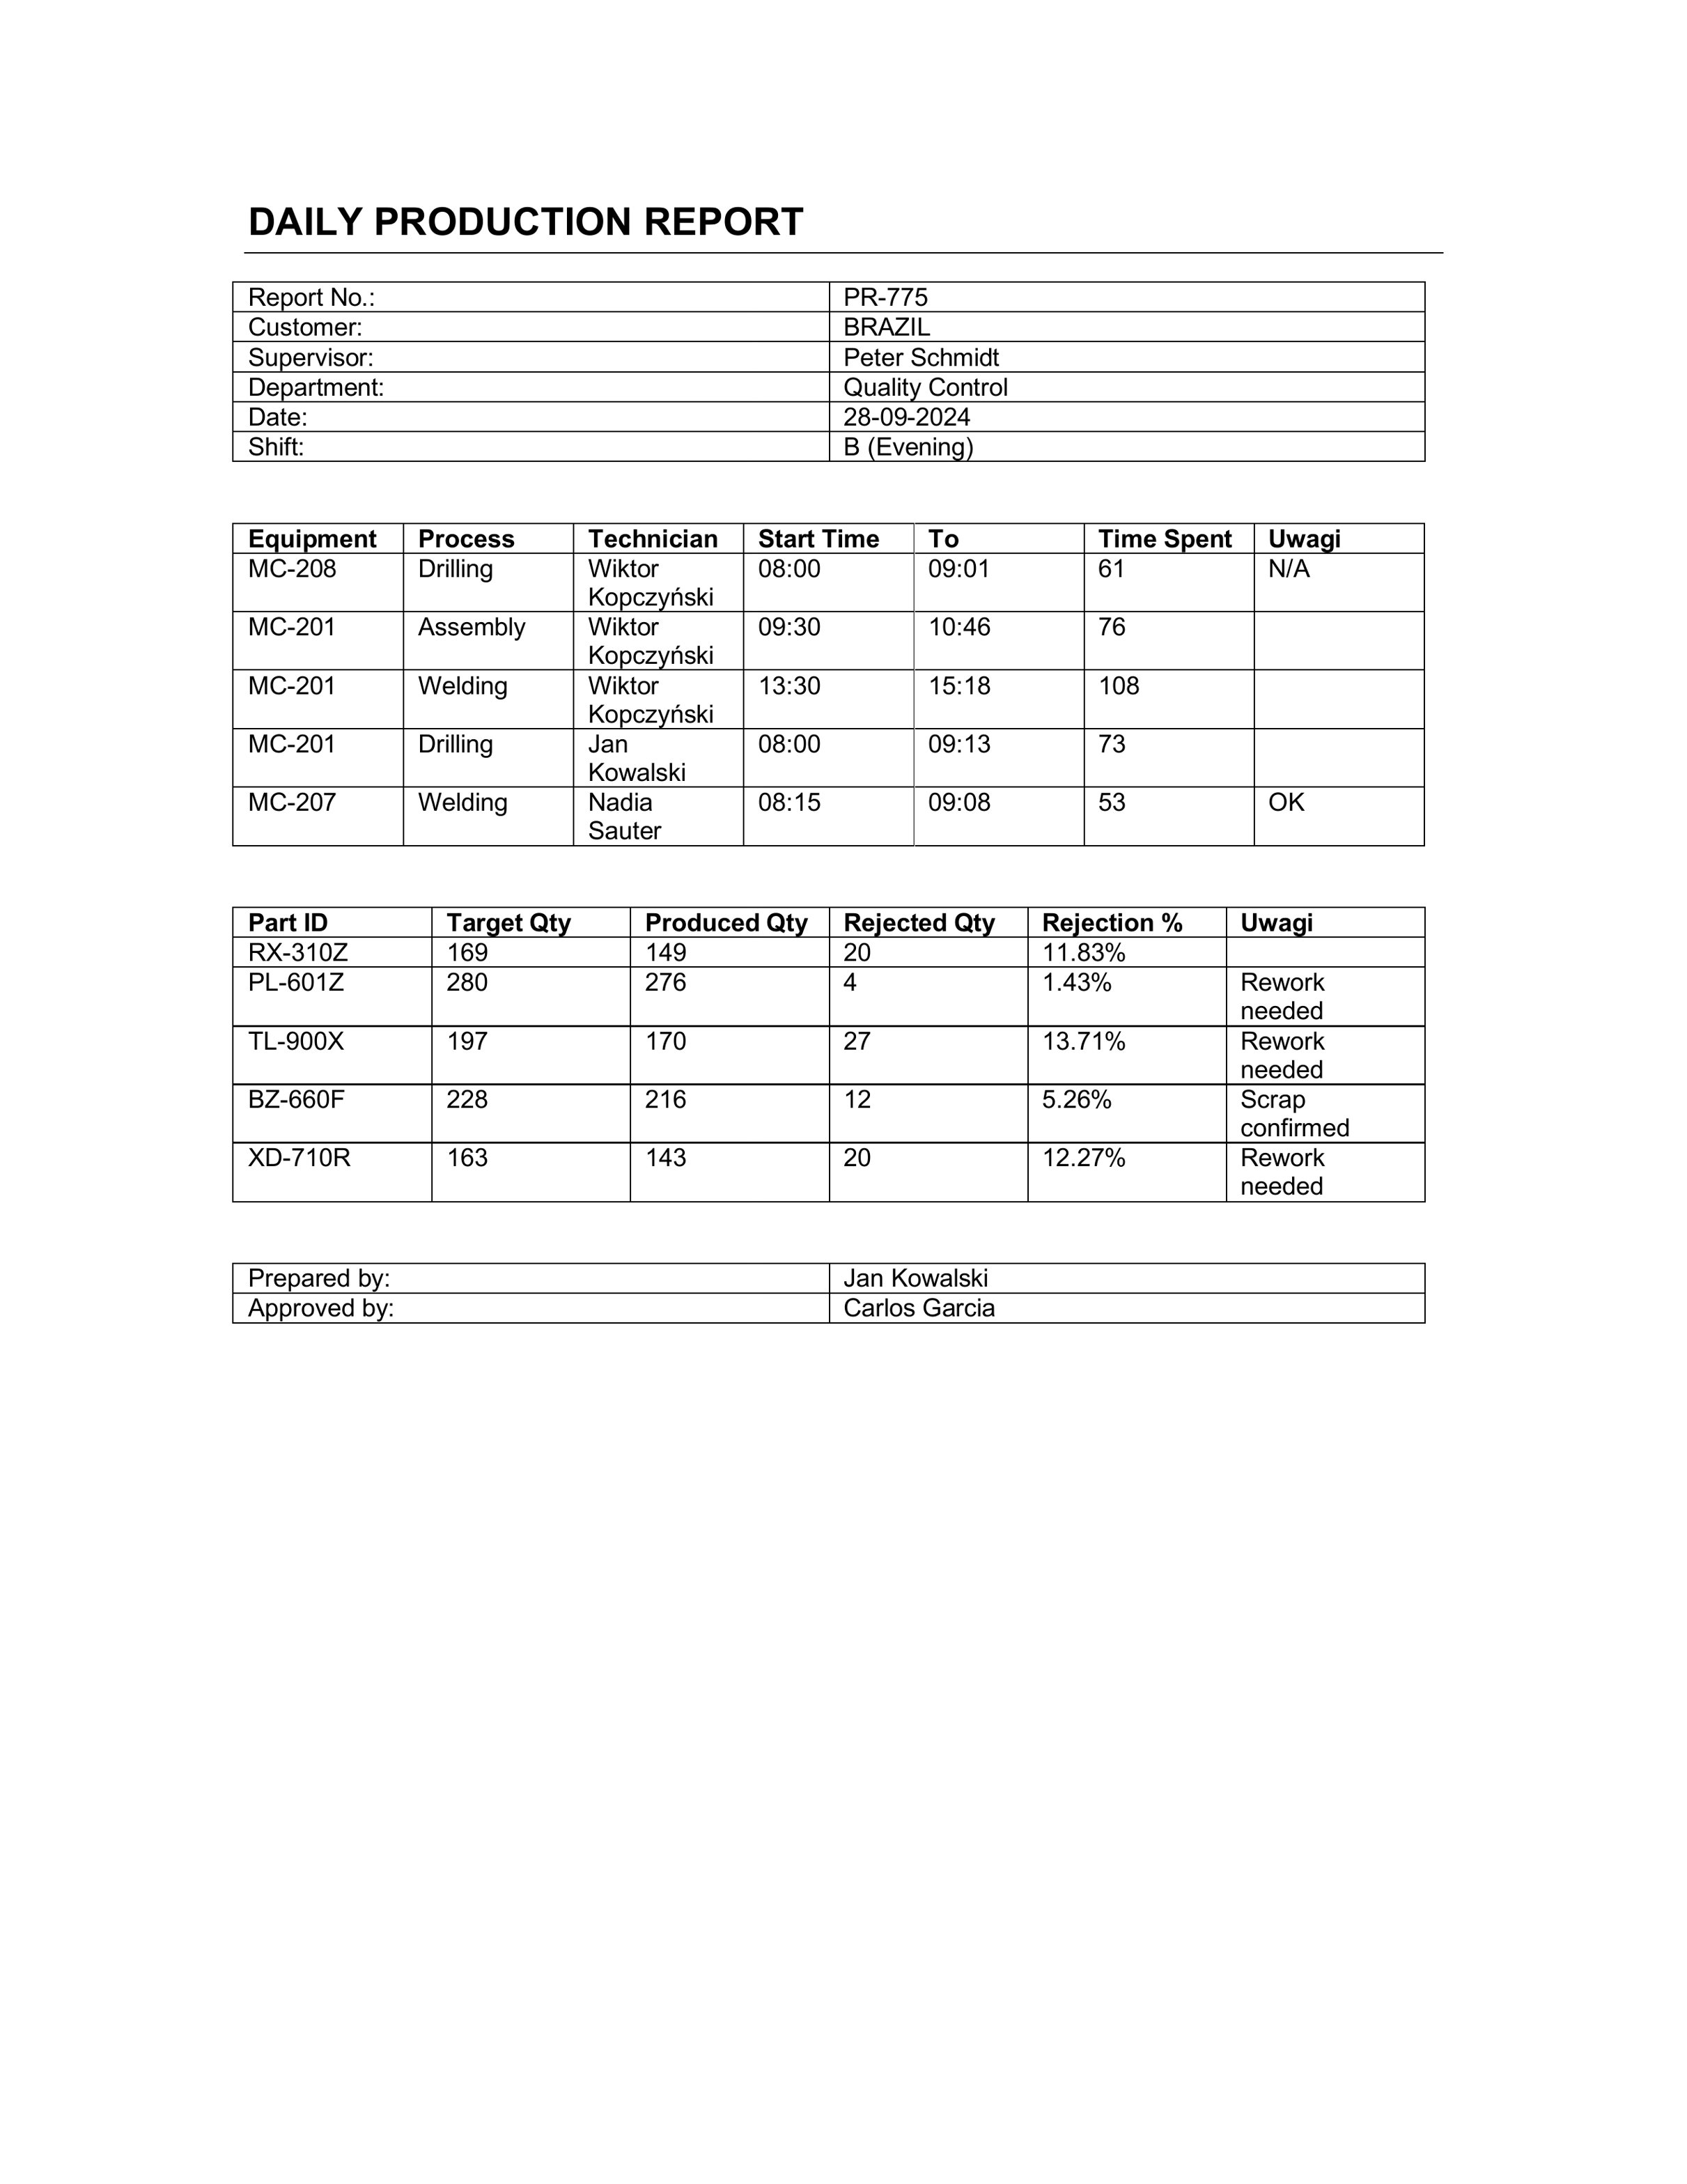 DAILY PRODUCTION REPORT
Report No.: PR-775
Customer: BRAZIL
Supervisor: Peter Schmidt
Department: Quality Control
Date: 28-09-2024
Shift: B (Evening)
Equipment Process Technician Start Time To Time Spent Uwagi
MC-208 Drilling Wiktor 08:00 09:01 61 N/A
Kopczyński
MC-201 Assembly Wiktor 09:30 10:46 76
Kopczyński
MC-201 Welding Wiktor 13:30 15:18 108
Kopczyński
MC-201 Drilling Jan 08:00 09:13 73
Kowalski
MC-207 Welding Nadia 08:15 09:08 53 OK
Sauter
Part ID Target Qty Produced Qty Rejected Qty Rejection % Uwagi
RX-310Z 169 149 20 11.83%
PL-601Z 280 276 4 1.43% Rework
needed
TL-900X 197 170 27 13.71% Rework
needed
BZ-660F 228 216 12 5.26% Scrap
confirmed
XD-710R 163 143 20 12.27% Rework
needed
Prepared by: Jan Kowalski
Approved by: Carlos Garcia